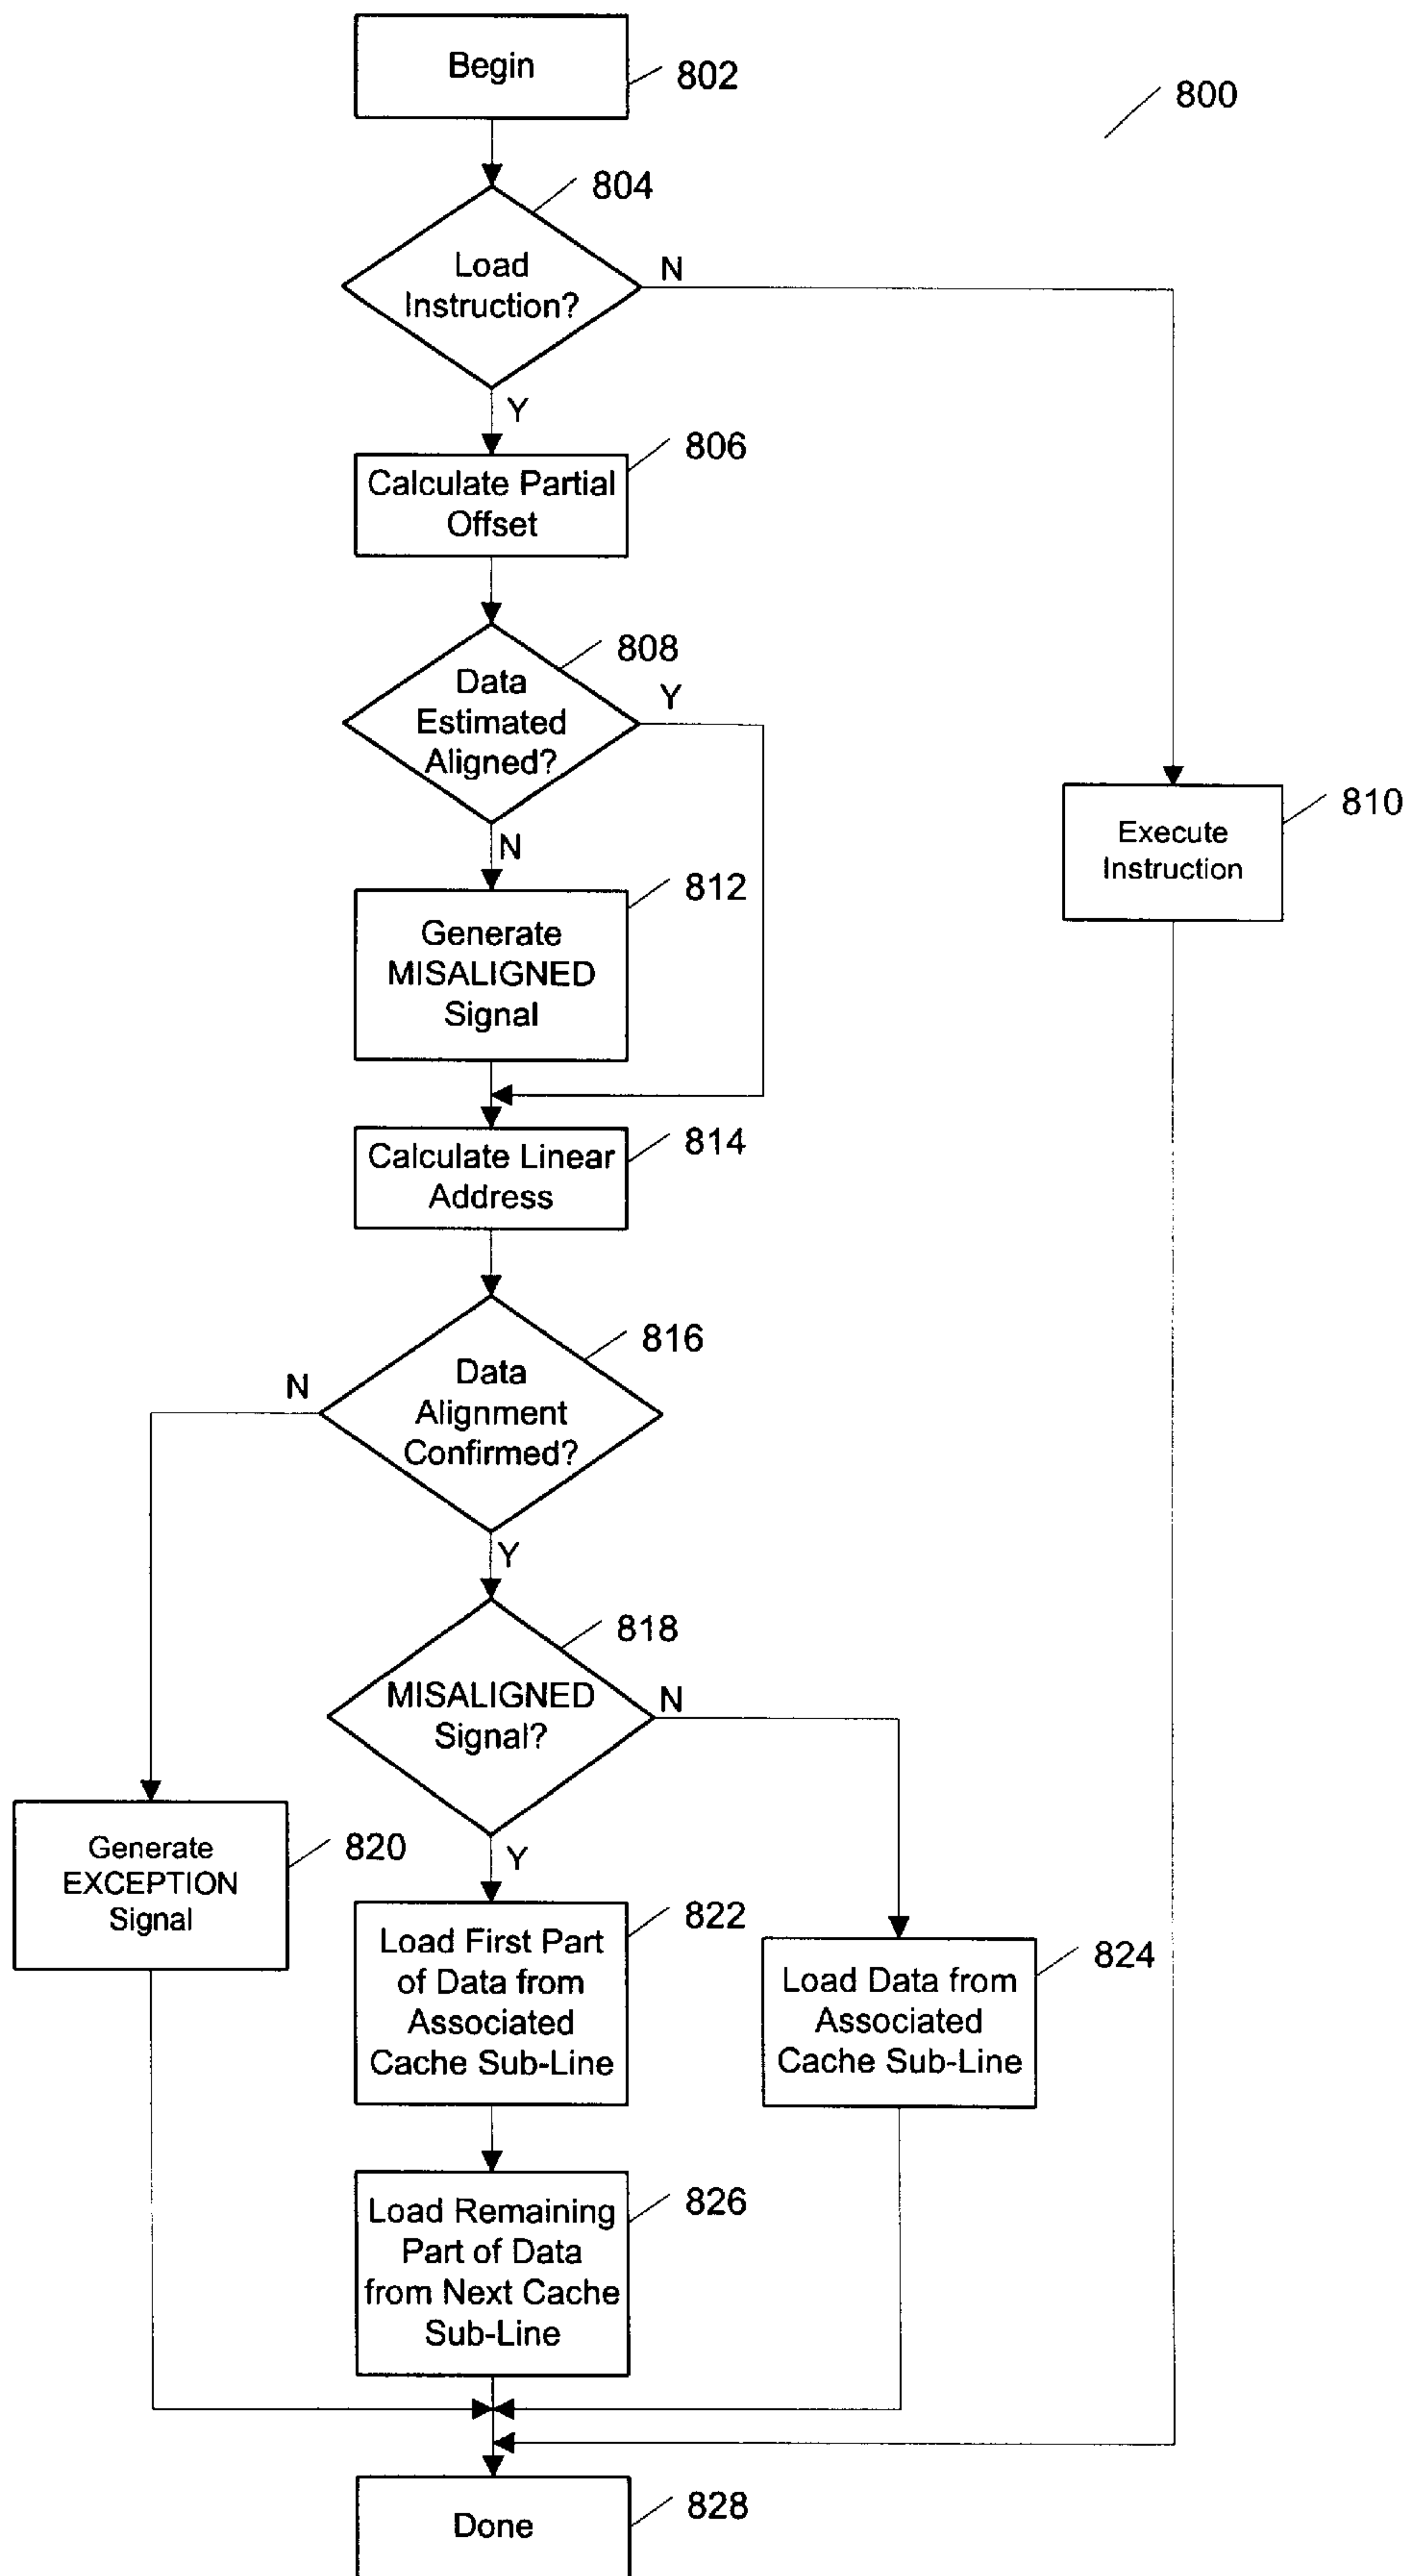 Begin
802
800
804
Load
Instruction?
N
Y
806
Calculate Partial
Offset
808
Data
Estimated
Aligned?
Y
N
810
Execute
Instruction
812
Generate
MISALIGNED
Signal
814
Calculate Linear
Address
816
Data
Alignment
Confirmed?
N
Y
818
MISALIGNED
Signal?
N
Y
820
Generate
EXCEPTION
Signal
822
Load First Part
of Data from
Associated
Cache Sub-Line
824
Load Data from
Associated
Cache Sub-Line
826
Load Remaining
Part of Data
from Next Cache
Sub-Line
828
Done